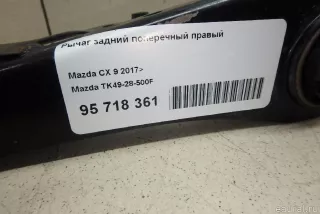 Рычаг задний поперечный правый
Mazda CX 9 2017>
Mazda TK49-28-500F
95 718 361